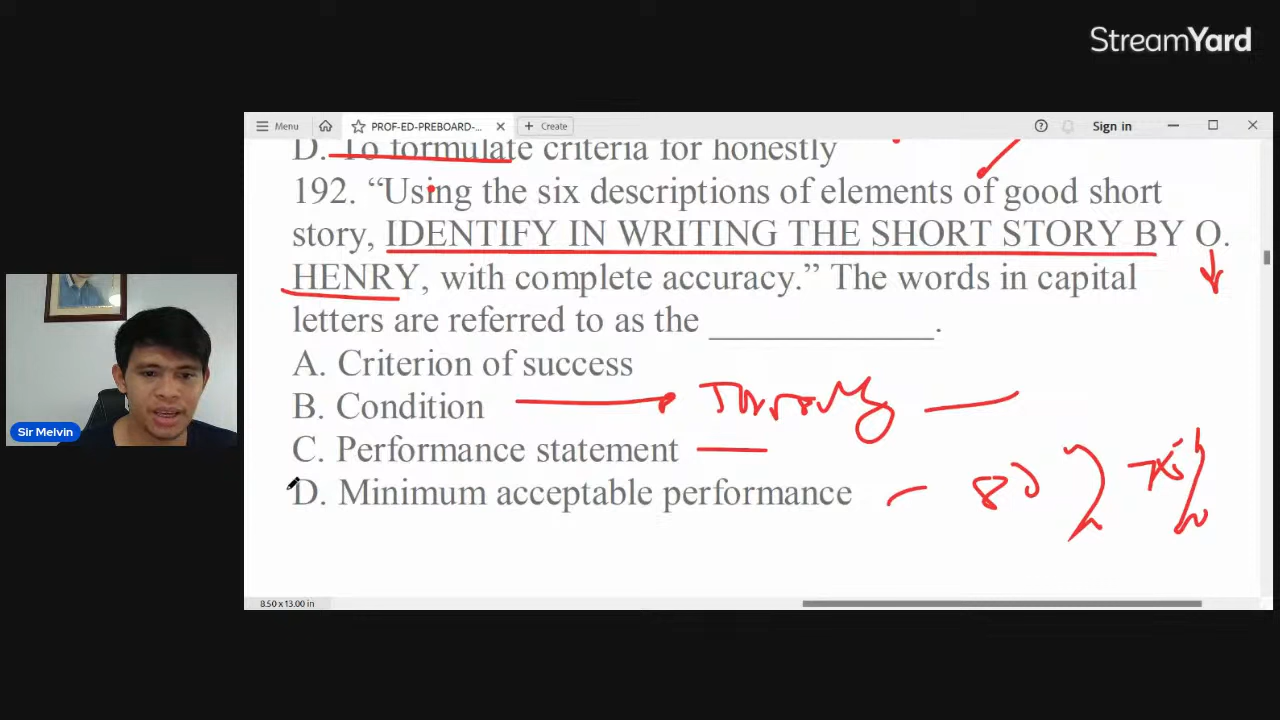 StreamYard
Menu
PROF-ED-PREBOARD-...
Create
Sign in
D. To formulate criteria for honestly
192. “Using the six descriptions of elements of good short
story, IDENTIFY IN WRITING THE SHORT STORY BY O.
HENRY, with complete accuracy.” The words in capital
letters are referred to as the ____________.
A. Criterion of success
B. Condition
C. Performance statement
D. Minimum acceptable performance
80
Sir Melvin
8.50 x 13.00 in